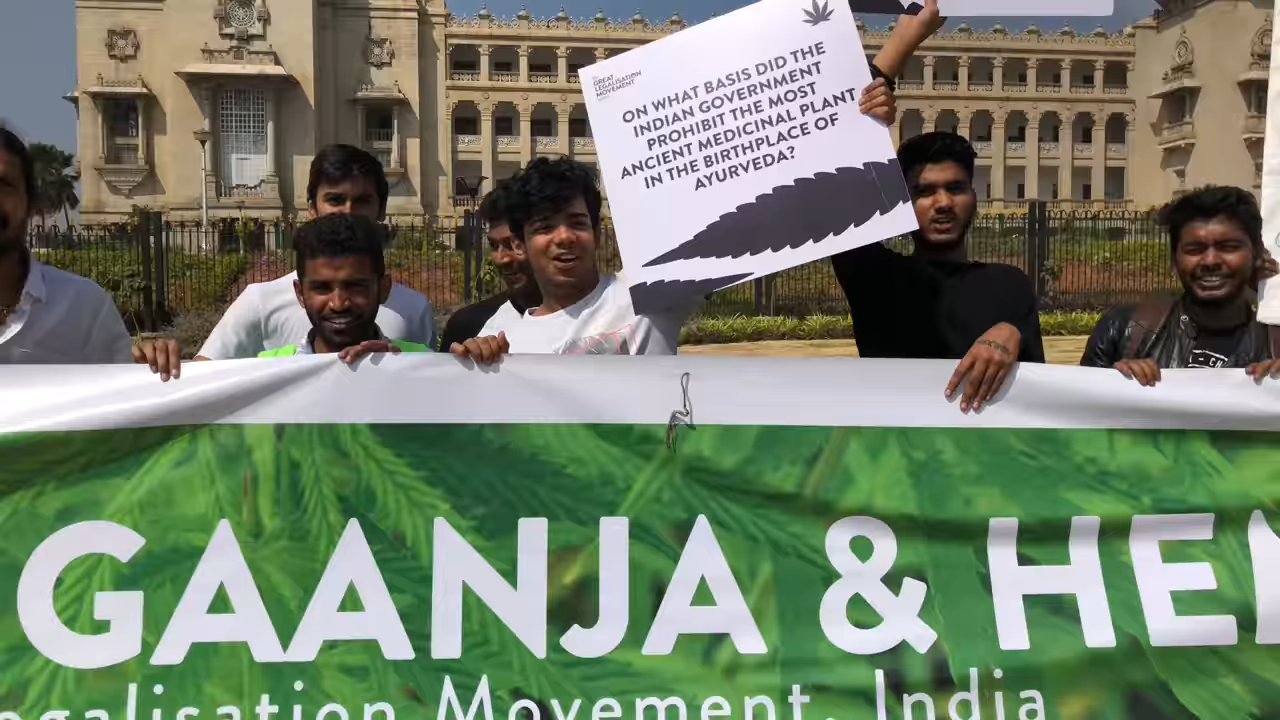 GREAT
LEGALISATION
MOVEMENT
ON WHAT BASIS DID THE
INDIAN GOVERNMENT
PROHIBIT THE MOST
ANCIENT MEDICINAL PLANT
IN THE BIRTHPLACE OF
AYURVEDA?
GAANJA & HE
egalisation Movement, India